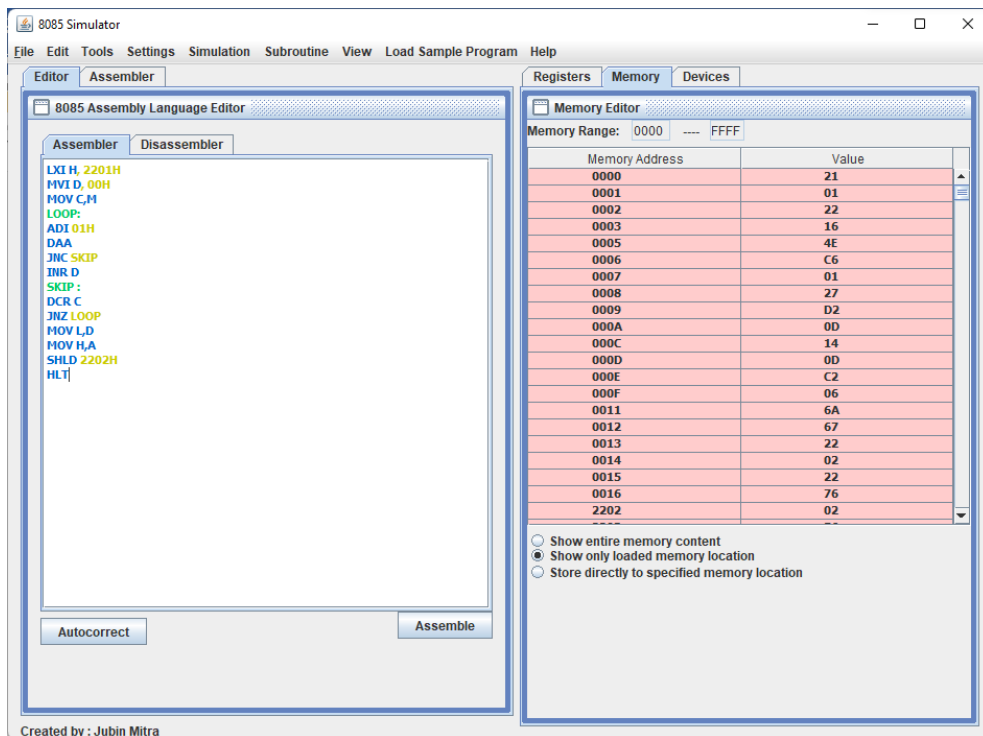 8085 Simulator
File Edit Tools Settings Simulation Subroutine View Load Sample Program Help
Editor Assembler
8085 Assembly Language Editor
Assembler Disassembler
LXI H, 2201H
MVI D, 00H
MOV C,M
LOOP:
ADI 01H
DAA
JNC SKIP
INR D
SKIP :
DCR C
JNZ LOOP
MOV L,D
MOV H,A
SHLD 2202H
HLT
Autocorrect
Assemble
Registers Memory Devices
Memory Editor
Memory Range: 0000 ---- FFFF
Memory Address Value
0000 21
0001 01
0002 22
0003 16
0005 4E
0006 C6
0007 01
0008 27
0009 D2
000A 0D
000C 14
000D 0D
000E C2
000F 06
0011 6A
0012 67
0013 22
0014 02
0015 22
0016 76
2202 02
Show entire memory content
Show only loaded memory location
Store directly to specified memory location
Created by : Jubin Mitra